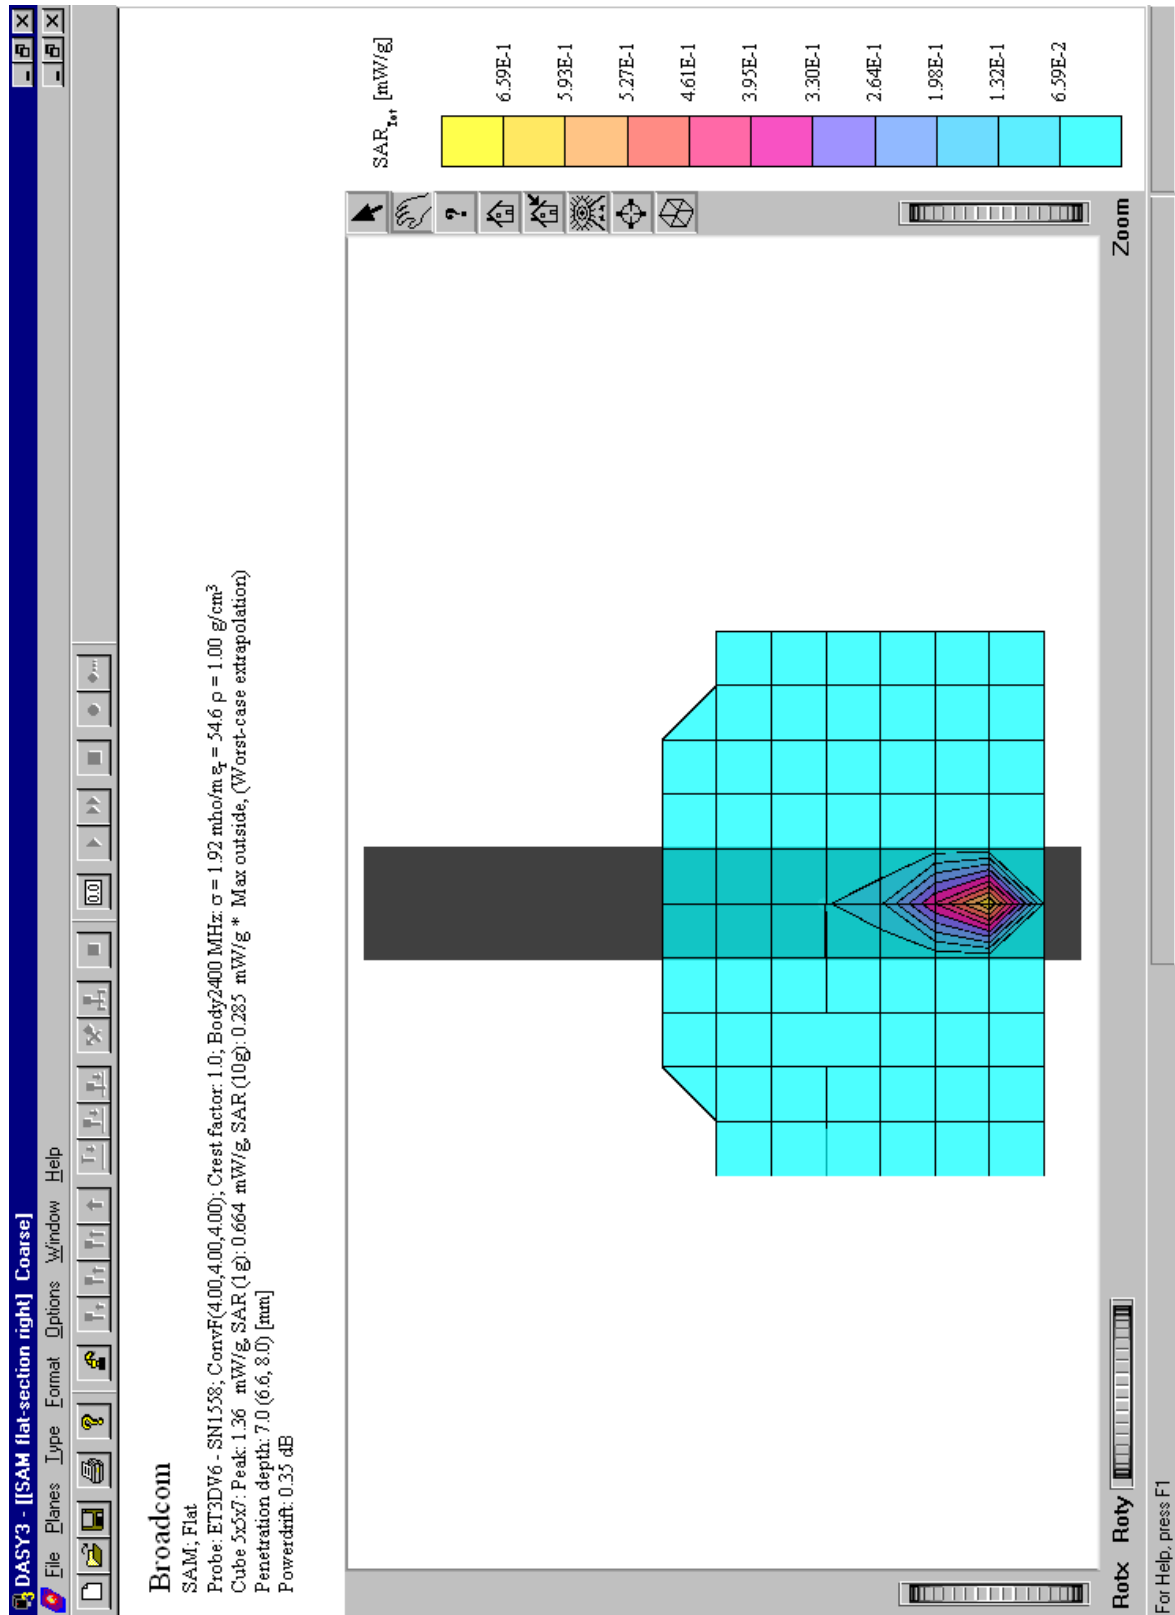 DASY3 - [[SAM flat-section right] Coarse]
File Planes Type Format Options Window Help
0.0
Broadcom
SAM; Flat
Probe: ET3DV6 - SN1558; ConvF(4.00,4.00,4.00); Crest factor: 1.0; Body2400 MHz: σ = 1.92 mho/m εr = 54.6 ρ = 1.00 g/cm³
Cube 5x5x7: Peak: 1.36 mW/g, SAR (1g): 0.664 mW/g, SAR (10g): 0.285 mW/g * Max outside, (Worst-case extrapolation)
Penetration depth: 7.0 (6.6, 8.0) [mm]
Powerdrift: 0.35 dB
SARTot [mW/g]
6.59E-1
5.93E-1
5.27E-1
4.61E-1
3.95E-1
3.30E-1
2.64E-1
1.98E-1
1.32E-1
6.59E-2
Rotx Roty Zoom
For Help, press F1